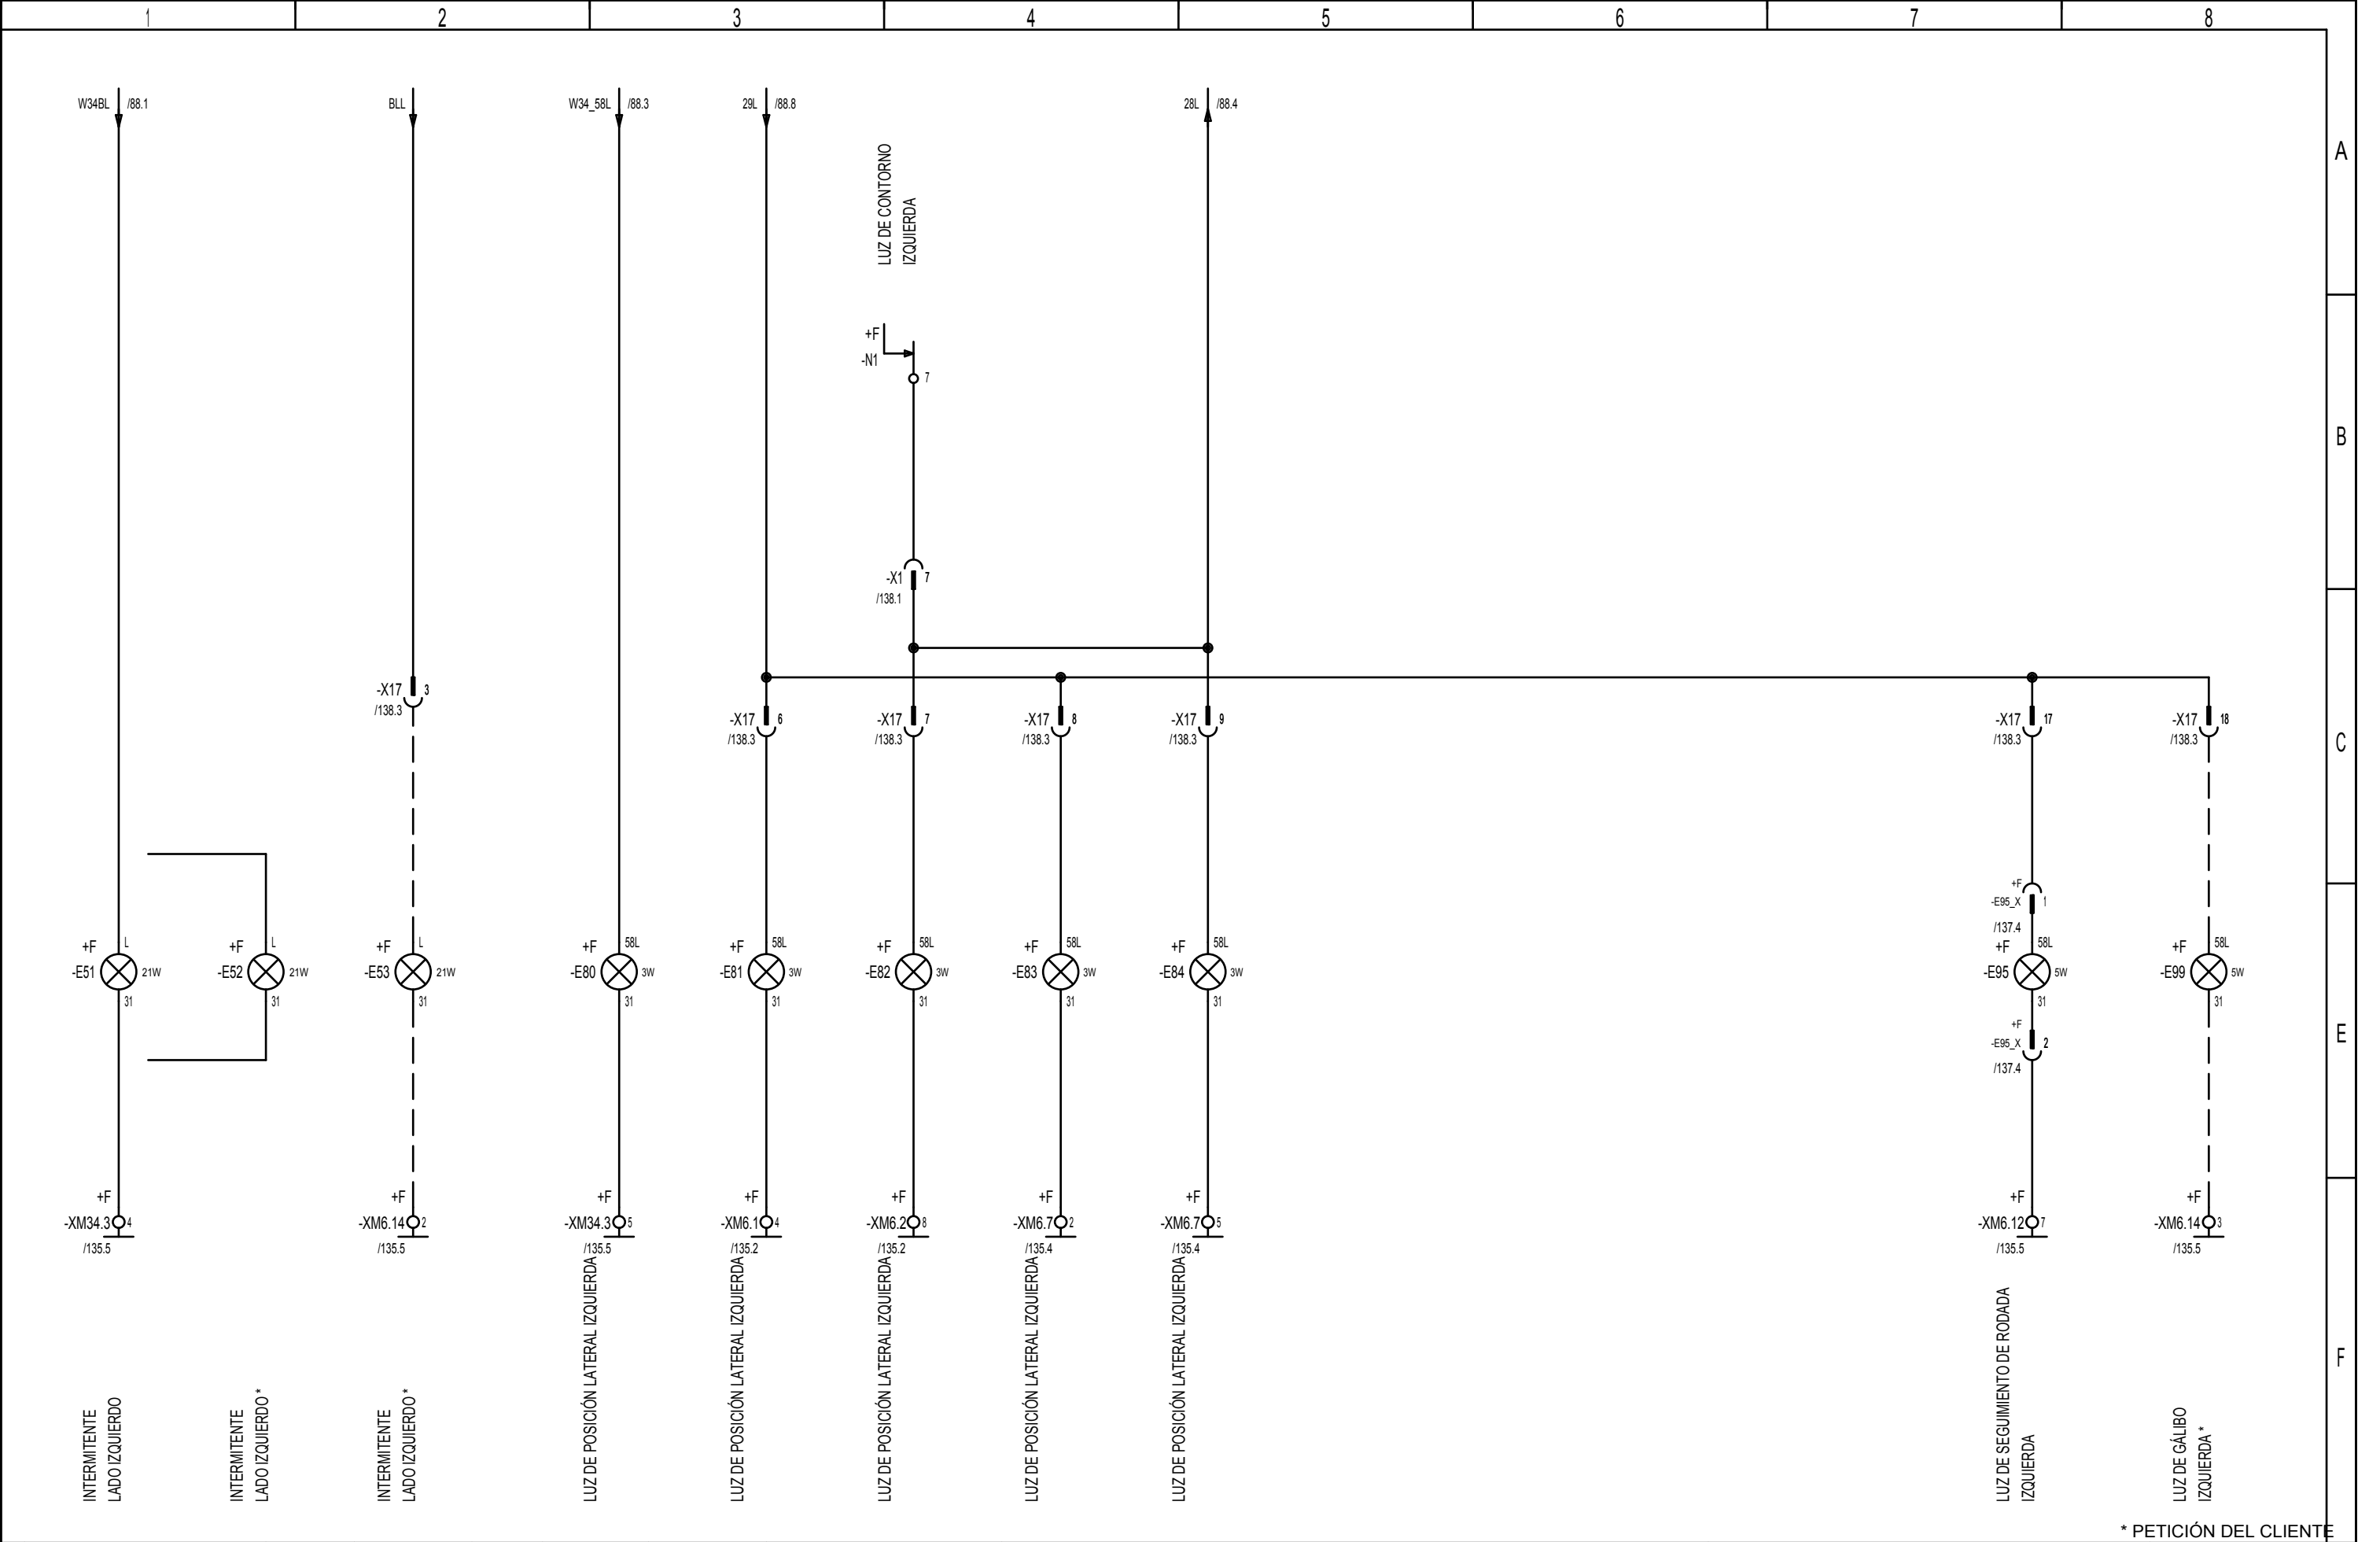 1 2 3 4 5 6 7 8
W34BL /88.1 BLL W34_58L /88.3 29L /88.8 28L /88.4
A
LUZ DE CONTORNO
IZQUIERDA
+F
-N1
7
B
-X1 7
/138.1
-X17 3
/138.3
-X17 6 -X17 7 -X17 8 -X17 9 -X17 17 -X17 18
/138.3 /138.3 /138.3 /138.3 /138.3 /138.3
C
+F
-E95_X 1
/137.4
+F L +F L +F L +F 58L +F 58L +F 58L +F 58L +F 58L +F 58L +F 58L
-E51 21W -E52 21W -E53 21W -E80 3W -E81 3W -E82 3W -E83 3W -E84 3W -E95 5W -E99 5W
31 31 31 31 31 31 31 31 31 31
+F
-E95_X 2
/137.4
E
+F +F +F +F +F +F +F +F +F
-XM34.3 4 -XM6.14 2 -XM34.3 5 -XM6.1 4 -XM6.2 8 -XM6.7 2 -XM6.7 5 -XM6.12 7 -XM6.14 3
/135.5 /135.5 /135.5 /135.2 /135.2 /135.4 /135.4 /135.5 /135.5
F
INTERMITENTE
LADO IZQUIERDO
INTERMITENTE
LADO IZQUIERDO *
INTERMITENTE
LADO IZQUIERDO *
LUZ DE POSICIÓN LATERAL IZQUIERDA
LUZ DE POSICIÓN LATERAL IZQUIERDA
LUZ DE POSICIÓN LATERAL IZQUIERDA
LUZ DE POSICIÓN LATERAL IZQUIERDA
LUZ DE POSICIÓN LATERAL IZQUIERDA
LUZ DE SEGUIMIENTO DE RODADA
IZQUIERDA
LUZ DE GÁLIBO
IZQUIERDA *
* PETICIÓN DEL CLIENTE